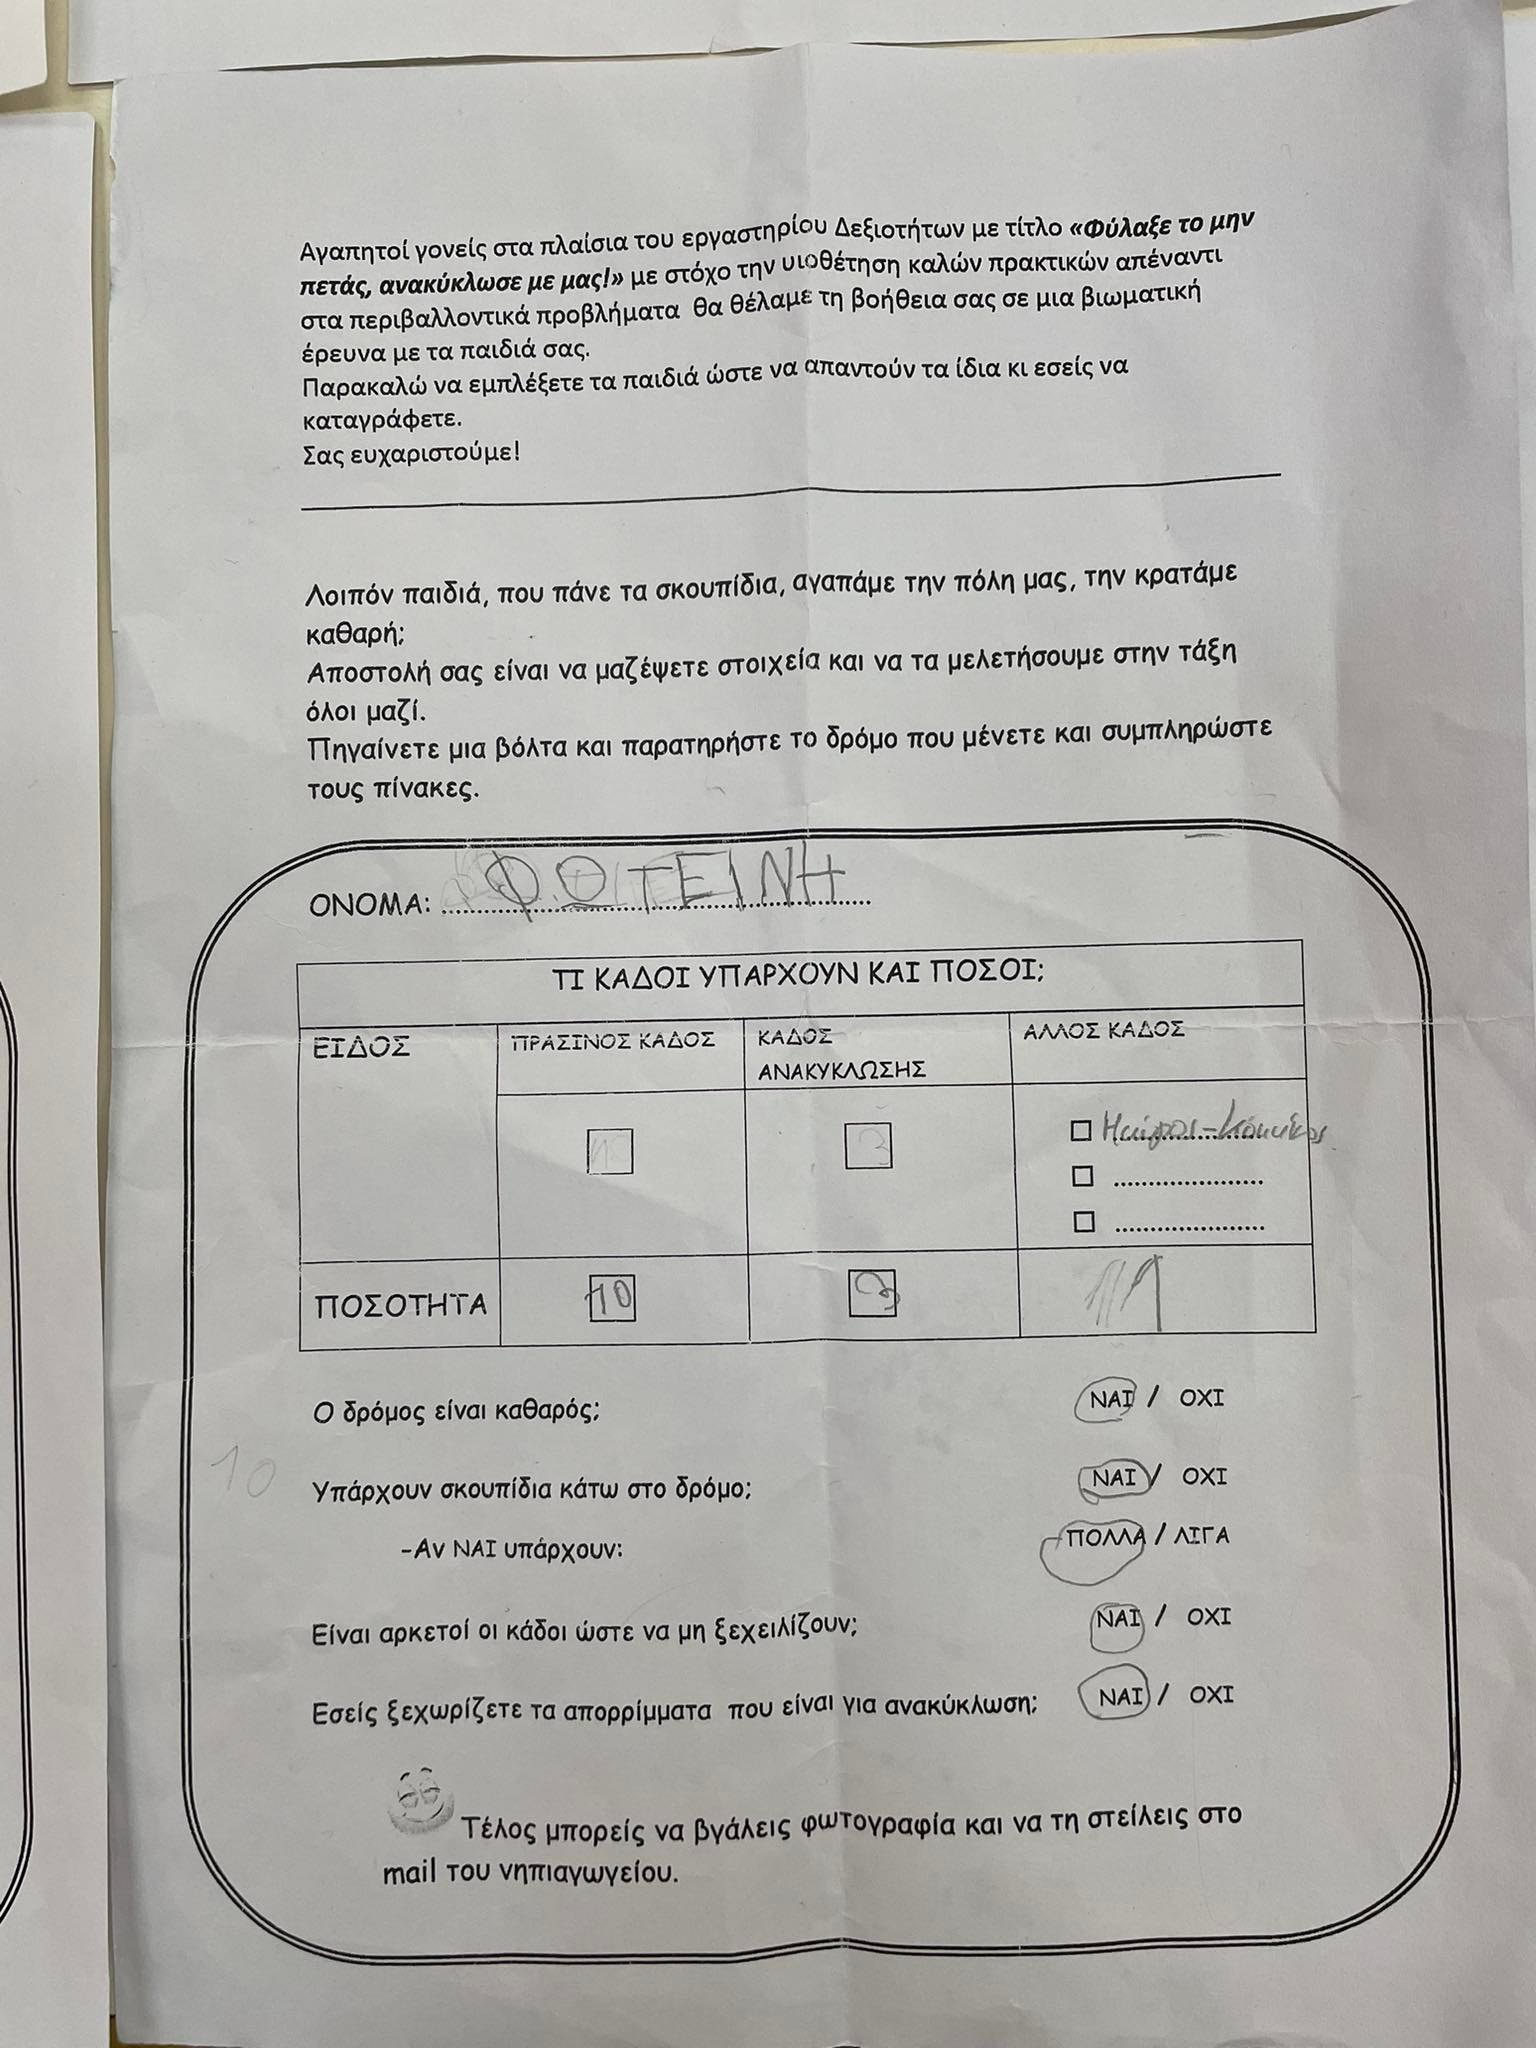 Αγαπητοί γονείς στα πλαίσια του εργαστηρίου Δεξιοτήτων με τίτλο «Φύλαξε το μην
πετάς, ανακύκλωσε με μας!» με στόχο την υιοθέτηση καλών πρακτικών απέναντι
στα περιβαλλοντικά προβλήματα θα θέλαμε τη βοήθεια σας σε μια βιωματική
έρευνα με τα παιδιά σας.
Παρακαλώ να εμπλέξετε τα παιδιά ώστε να απαντούν τα ίδια κι εσείς να
καταγράφετε.
Σας ευχαριστούμε!
Λοιπόν παιδιά, που πάνε τα σκουπίδια, αγαπάμε την πόλη μας, την κρατάμε
καθαρή;
Αποστολή σας είναι να μαζέψετε στοιχεία και να τα μελετήσουμε στην τάξη
όλοι μαζί.
Πηγαίνετε μια βόλτα και παρατηρήστε το δρόμο που μένετε και συμπληρώστε
τους πίνακες.
ΟΝΟΜΑ: ΦΩΤΕΙΝΗ
ΤΙ ΚΑΔΟΙ ΥΠΑΡΧΟΥΝ ΚΑΙ ΠΟΣΟΙ;
ΕΙΔΟΣ ΠΡΑΣΙΝΟΣ ΚΑΔΟΣ ΚΑΔΟΣ ΑΝΑΚΥΚΛΩΣΗΣ ΑΛΛΟΣ ΚΑΔΟΣ
3
ΠΟΣΟΤΗΤΑ 10 3
Ο δρόμος είναι καθαρός; ΝΑΙ / ΟΧΙ
10
Υπάρχουν σκουπίδια κάτω στο δρόμο; ΝΑΙ / ΟΧΙ
-Αν ΝΑΙ υπάρχουν: ΠΟΛΛΑ / ΛΙΓΑ
Είναι αρκετοί οι κάδοι ώστε να μη ξεχειλίζουν; ΝΑΙ / ΟΧΙ
Εσείς ξεχωρίζετε τα απορρίμματα που είναι για ανακύκλωση; ΝΑΙ / ΟΧΙ
Τέλος μπορείς να βγάλεις φωτογραφία και να τη στείλεις στο
mail του νηπιαγωγείου.